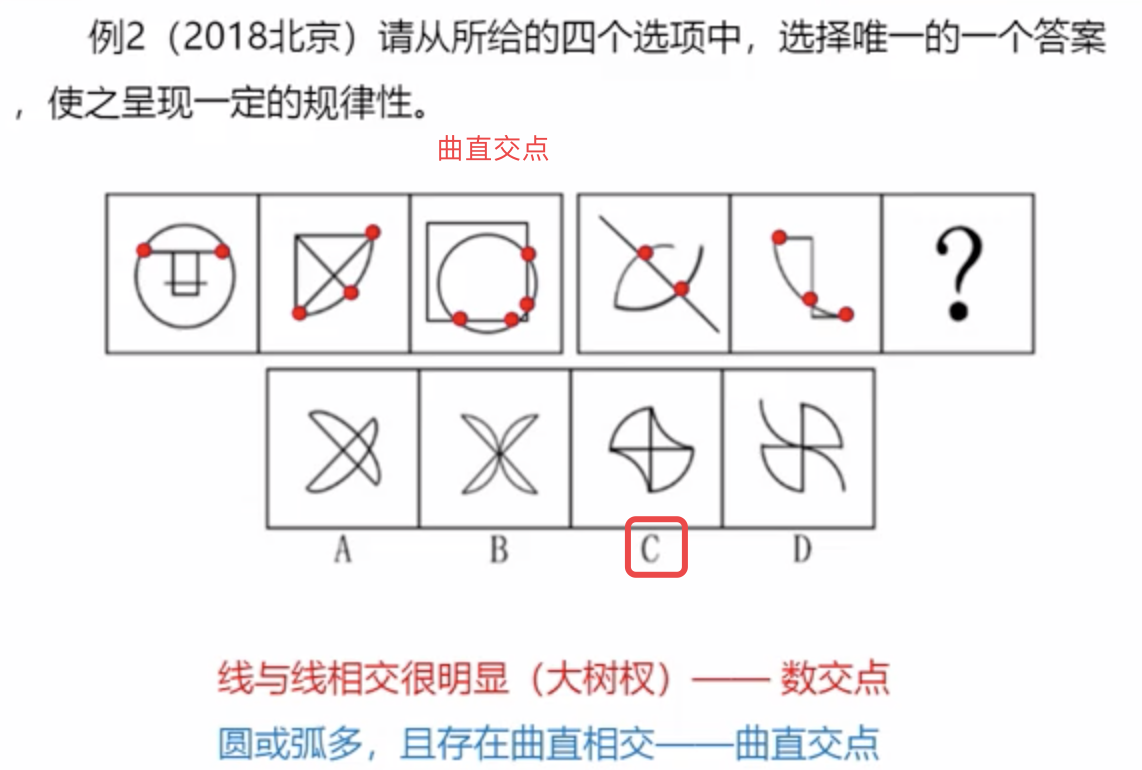 例2（2018北京）请从所给的四个选项中，选择唯一的一个答案
，使之呈现一定的规律性。
曲直交点
?
A B C D
线与线相交很明显（大树杈）—— 数交点
圆或弧多，且存在曲直相交——曲直交点